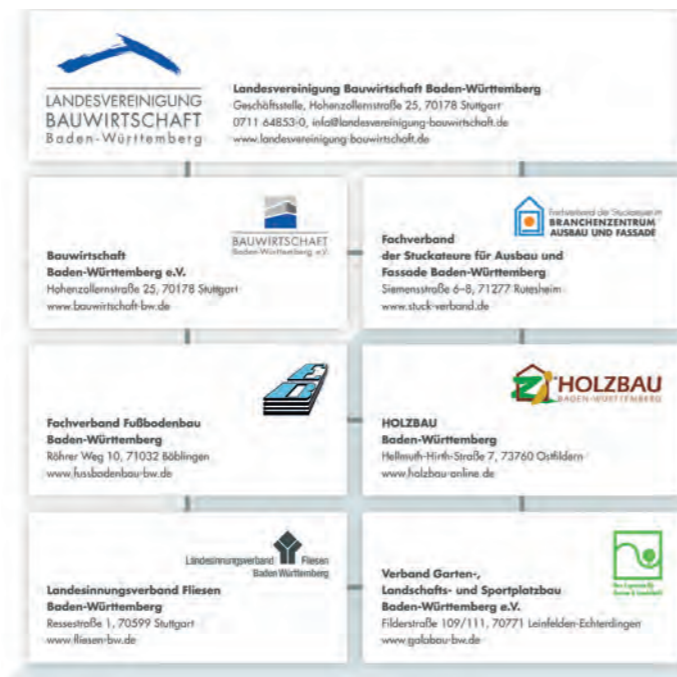 LANDESVEREINIGUNG
BAUWIRTSCHAFT
Baden-Württemberg
Landesvereinigung Bauwirtschaft Baden-Württemberg
Geschäftsstelle, Hohenzollernstraße 25, 70178 Stuttgart
0711 64853-0, info@landesvereinigung-bauwirtschaft.de
www.landesvereinigung-bauwirtschaft.de
BAUWIRTSCHAFT
Baden-Württemberg e.V.
Bauwirtschaft
Baden-Württemberg e.V.
Hohenzollernstraße 25, 70178 Stuttgart
www.bauwirtschaft-bw.de
Fachverband der Stuckateure im
BRANCHENZENTRUM
AUSBAU UND FASSADE
Fachverband
der Stuckateure für Ausbau und
Fassade Baden-Württemberg
Siemensstraße 6–8, 71277 Rutesheim
www.stuck-verband.de
Fachverband Fußbodenbau
Baden-Württemberg
Röhrer Weg 10, 71032 Böblingen
www.fussbodenbau-bw.de
HOLZBAU
BADEN-WÜRTTEMBERG
HOLZBAU
Baden-Württemberg
Hellmuth-Hirth-Straße 7, 73760 Ostfildern
www.holzbau-online.de
Landesinnungsverband Fliesen
Baden Württemberg
Landesinnungsverband Fliesen
Baden-Württemberg
Ressestraße 1, 70599 Stuttgart
www.fliesen-bw.de
Verband Garten-,
Landschafts- und Sportplatzbau
Baden-Württemberg e.V.
Filderstraße 109/111, 70771 Leinfelden-Echterdingen
www.galabau-bw.de